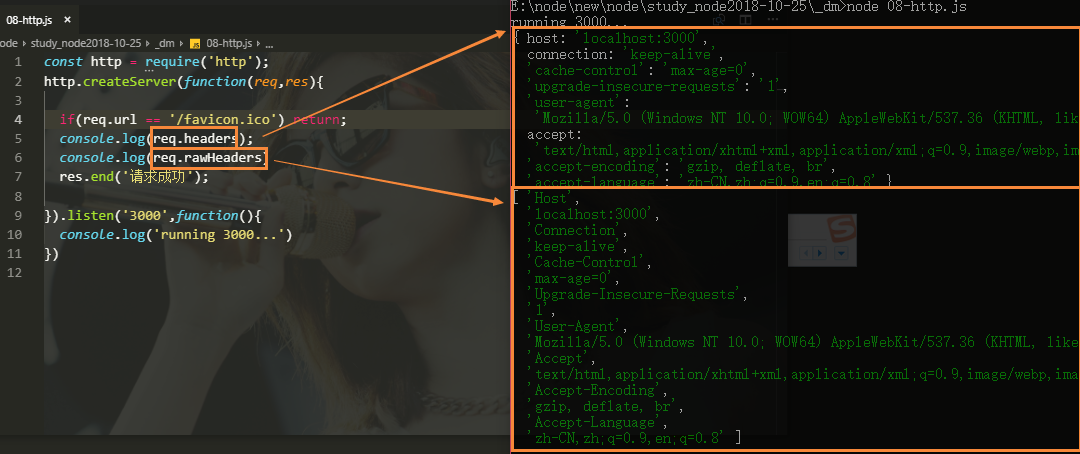 08-http.js ×
node > study_node2018-10-25 > _dm > 08-http.js > ...
1 const http = require('http');
2 http.createServer(function(req,res){
3
4 if(req.url == '/favicon.ico') return;
5 console.log(req.headers);
6 console.log(req.rawHeaders)
7 res.end('请求成功');
8
9 }).listen('3000',function(){
10 console.log('running 3000...')
11 })
12
E:\node\new\node\study_node2018-10-25\_dm>node 08-http.js
running 3000...
{ host: 'localhost:3000',
connection: 'keep-alive',
'cache-control': 'max-age=0',
'upgrade-insecure-requests': '1',
'user-agent':
'Mozilla/5.0 (Windows NT 10.0; WOW64) AppleWebKit/537.36 (KHTML, like
accept:
'text/html,application/xhtml+xml,application/xml;q=0.9,image/webp,im
'accept-encoding': 'gzip, deflate, br',
'accept-language': 'zh-CN,zh;q=0.9,en;q=0.8' }
[ 'Host',
'localhost:3000',
'Connection',
'keep-alive',
'Cache-Control',
'max-age=0',
'Upgrade-Insecure-Requests',
'1',
'User-Agent',
'Mozilla/5.0 (Windows NT 10.0; WOW64) AppleWebKit/537.36 (KHTML, like
'Accept',
'text/html,application/xhtml+xml,application/xml;q=0.9,image/webp,im
'Accept-Encoding',
'gzip, deflate, br',
'Accept-Language',
'zh-CN,zh;q=0.9,en;q=0.8' ]